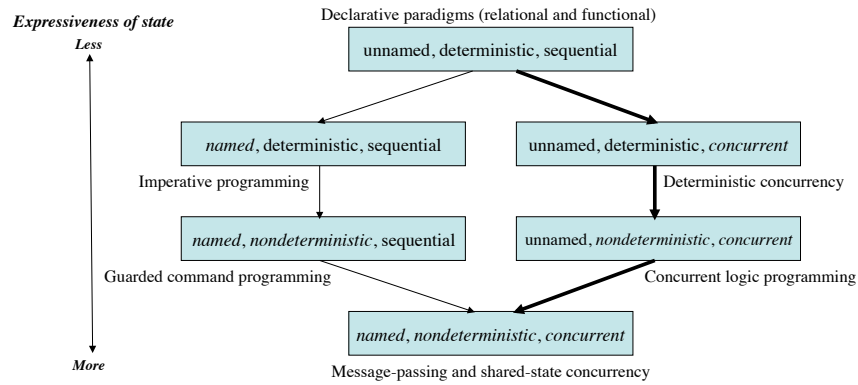 Declarative paradigms (relational and functional)
Expressiveness of state
Less
unnamed, deterministic, sequential
named, deterministic, sequential
unnamed, deterministic, concurrent
Imperative programming
Deterministic concurrency
named, nondeterministic, sequential
unnamed, nondeterministic, concurrent
Guarded command programming
Concurrent logic programming
named, nondeterministic, concurrent
More
Message-passing and shared-state concurrency